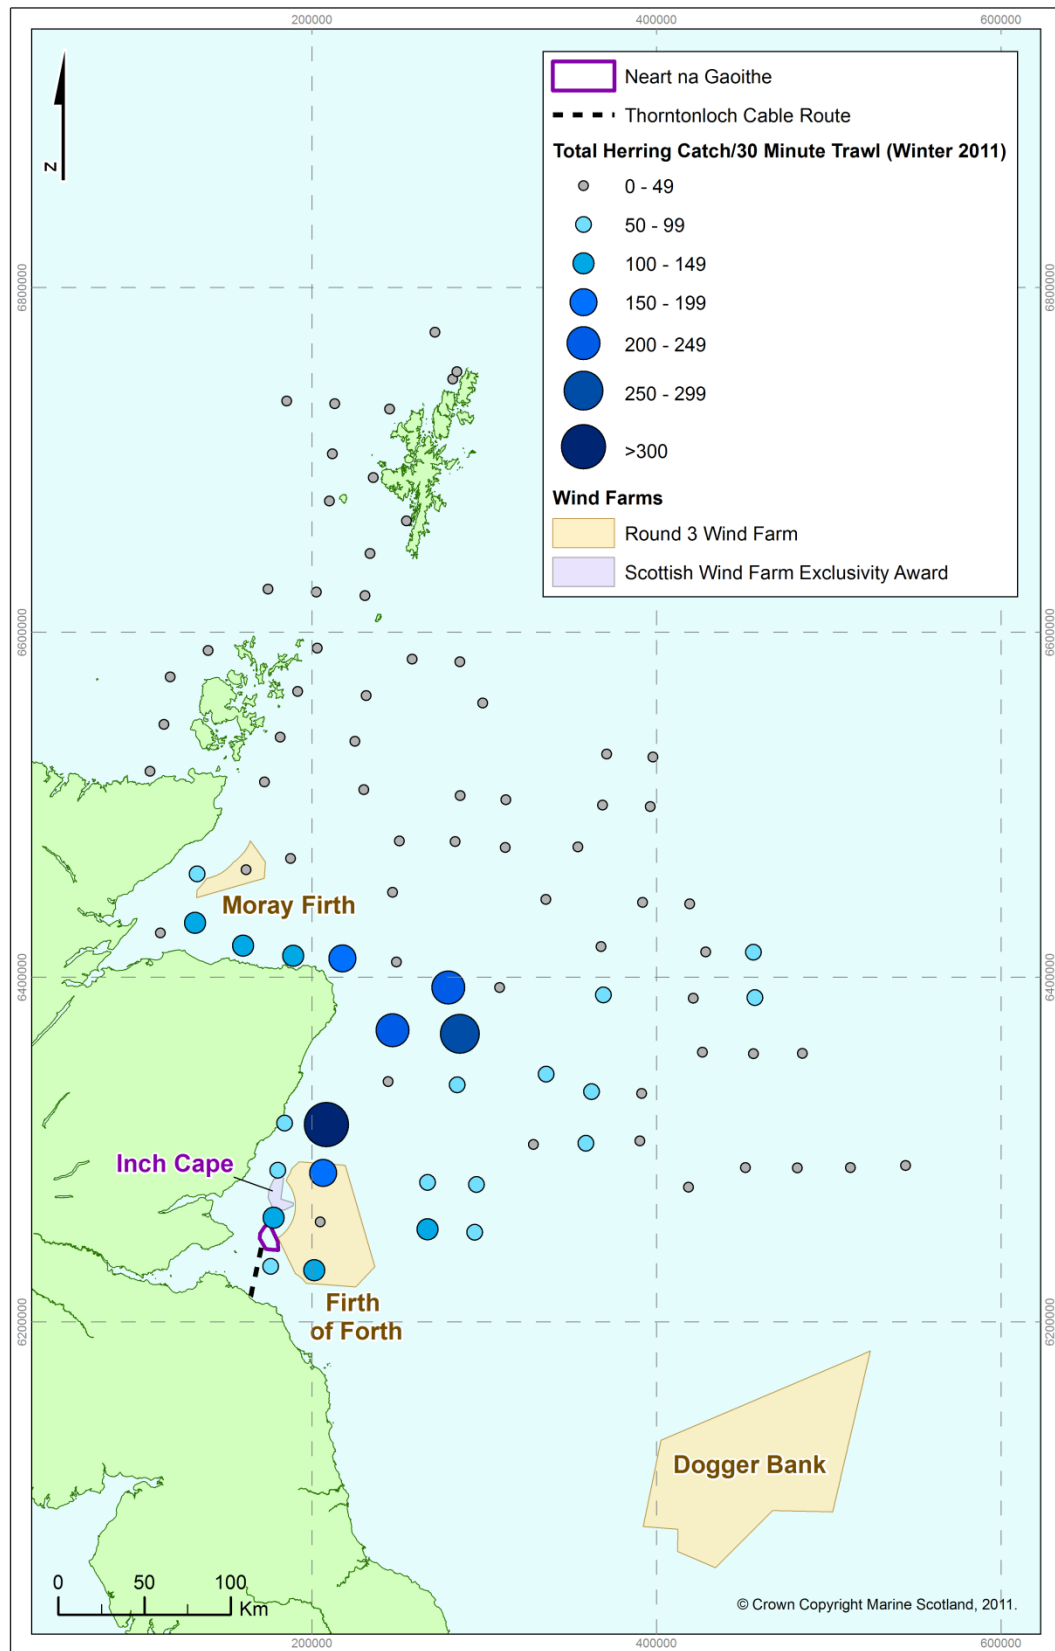 200000
400000
600000
N
Neart na Gaoithe
Thorntonloch Cable Route
Total Herring Catch/30 Minute Trawl (Winter 2011)
0 - 49
50 - 99
100 - 149
150 - 199
200 - 249
250 - 299
>300
Wind Farms
Round 3 Wind Farm
Scottish Wind Farm Exclusivity Award
6800000
6800000
6600000
6600000
Moray Firth
6400000
6400000
Inch Cape
Firth
of Forth
6200000
6200000
Dogger Bank
0
50
100
Km
© Crown Copyright Marine Scotland, 2011.
200000
400000
600000